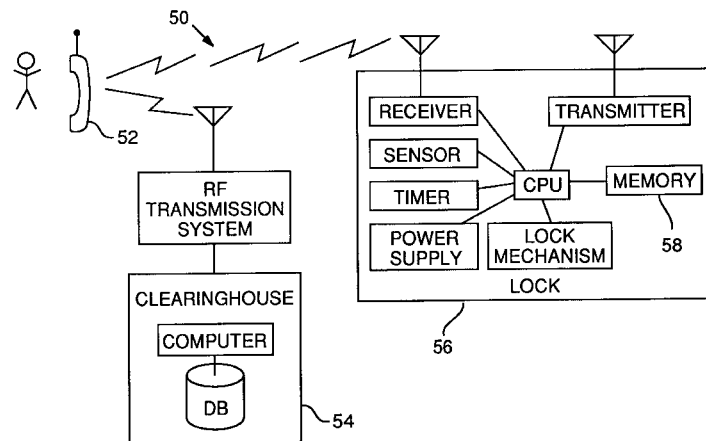 50
52
RF
TRANSMISSION
SYSTEM
CLEARINGHOUSE
COMPUTER
DB
54
RECEIVER
TRANSMITTER
SENSOR
CPU
MEMORY
TIMER
58
POWER
SUPPLY
LOCK
MECHANISM
LOCK
56